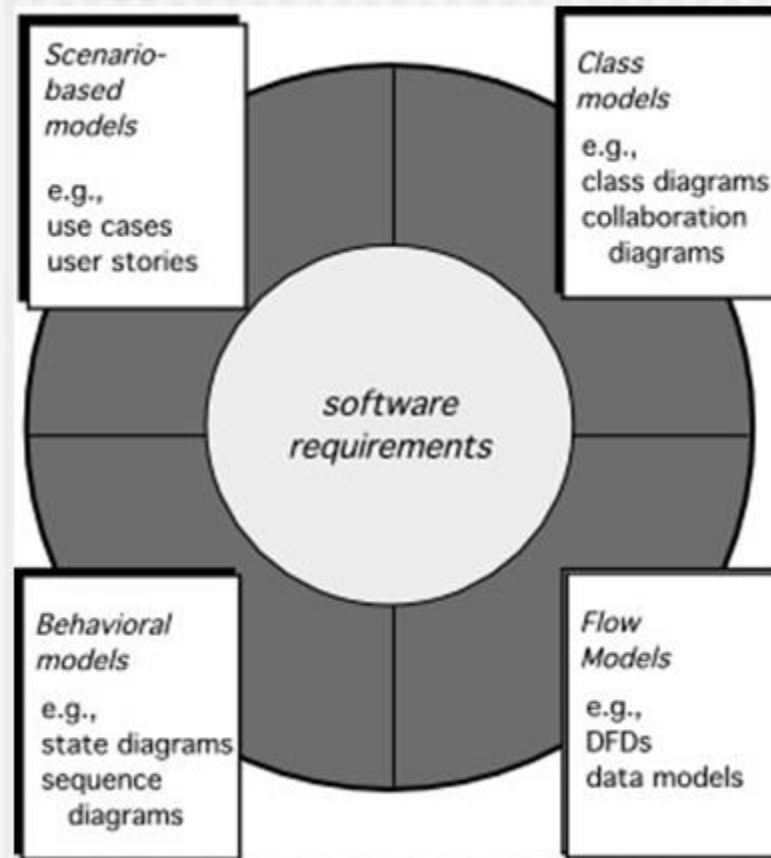 Scenario-
based
models
e.g.,
use cases
user stories
Class
models
e.g.,
class diagrams
collaboration
diagrams
software
requirements
Behavioral
models
e.g.,
state diagrams
sequence
diagrams
Flow
Models
e.g.,
DFDs
data models